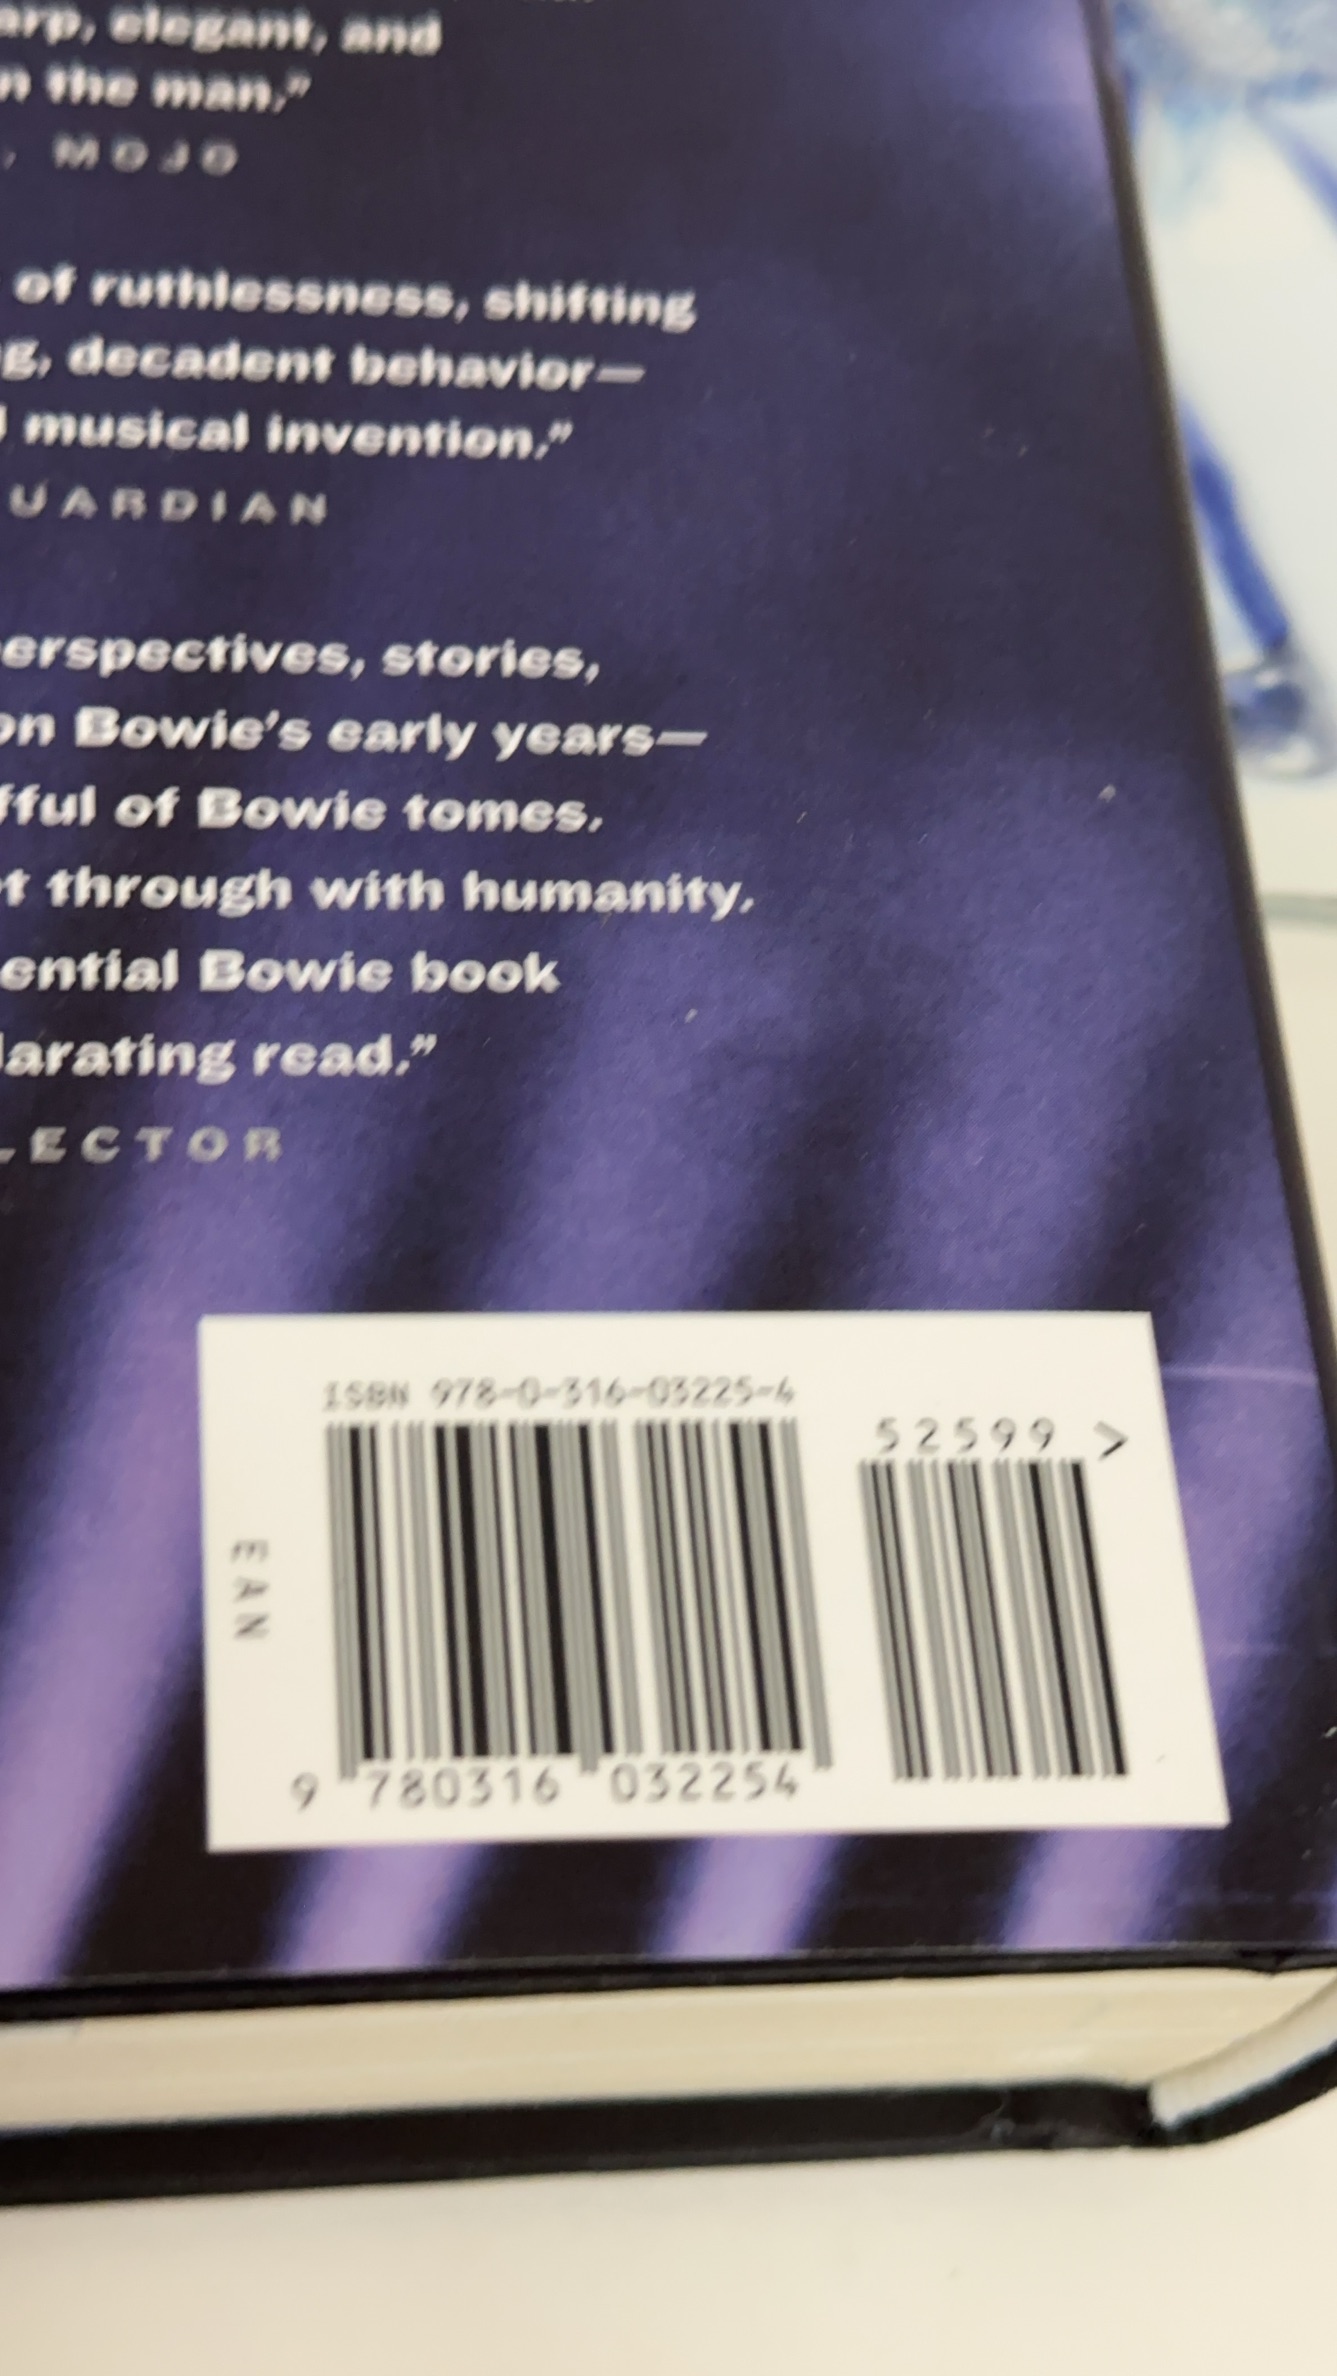 arp, elegant, and
n the man."
, MOJO
of ruthlessness, shifting
g, decadent behavior—
musical invention."
UARDIAN
erspectives, stories,
on Bowie's early years—
fful of Bowie tomes.
t through with humanity.
ential Bowie book
larating read."
LECTOR
ISBN 978-0-316-03225-4
52599 >
EAN
9 780316 032254